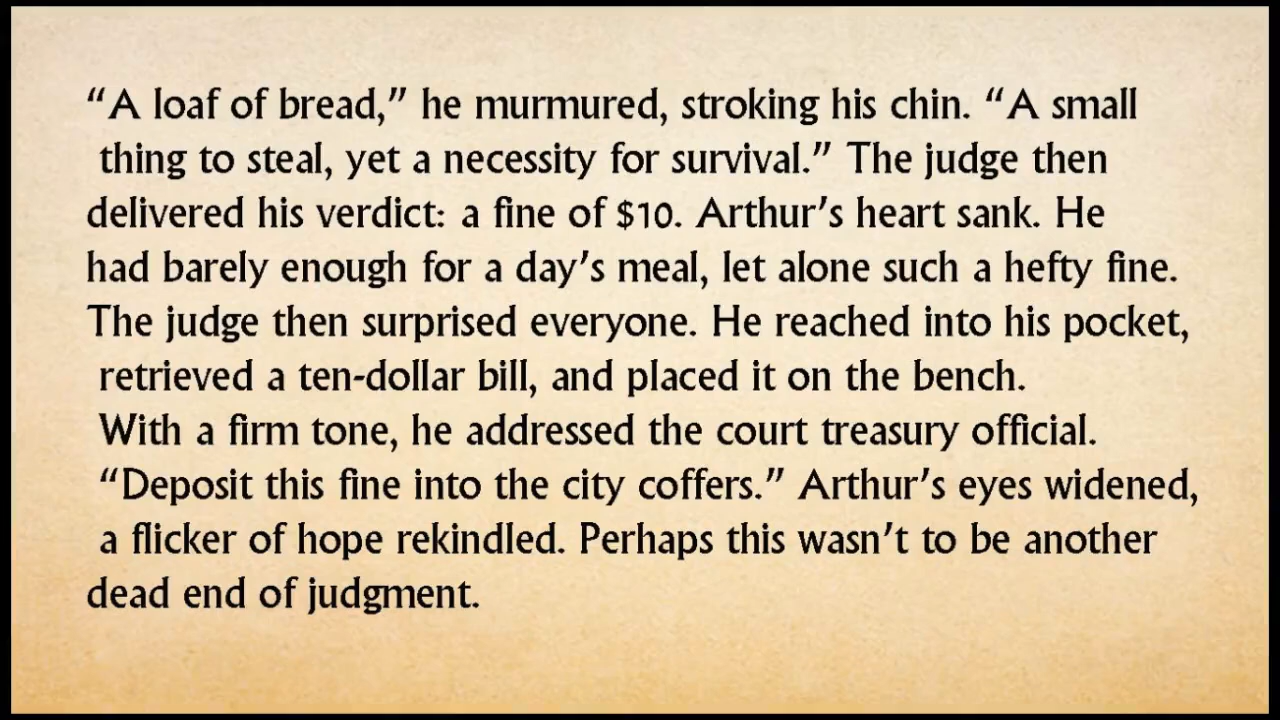 “A loaf of bread,” he murmured, stroking his chin. “A small
thing to steal, yet a necessity for survival.” The judge then
delivered his verdict: a fine of $10. Arthur’s heart sank. He
had barely enough for a day’s meal, let alone such a hefty fine.
The judge then surprised everyone. He reached into his pocket,
retrieved a ten-dollar bill, and placed it on the bench.
With a firm tone, he addressed the court treasury official.
“Deposit this fine into the city coffers.” Arthur’s eyes widened,
a flicker of hope rekindled. Perhaps this wasn’t to be another
dead end of judgment.